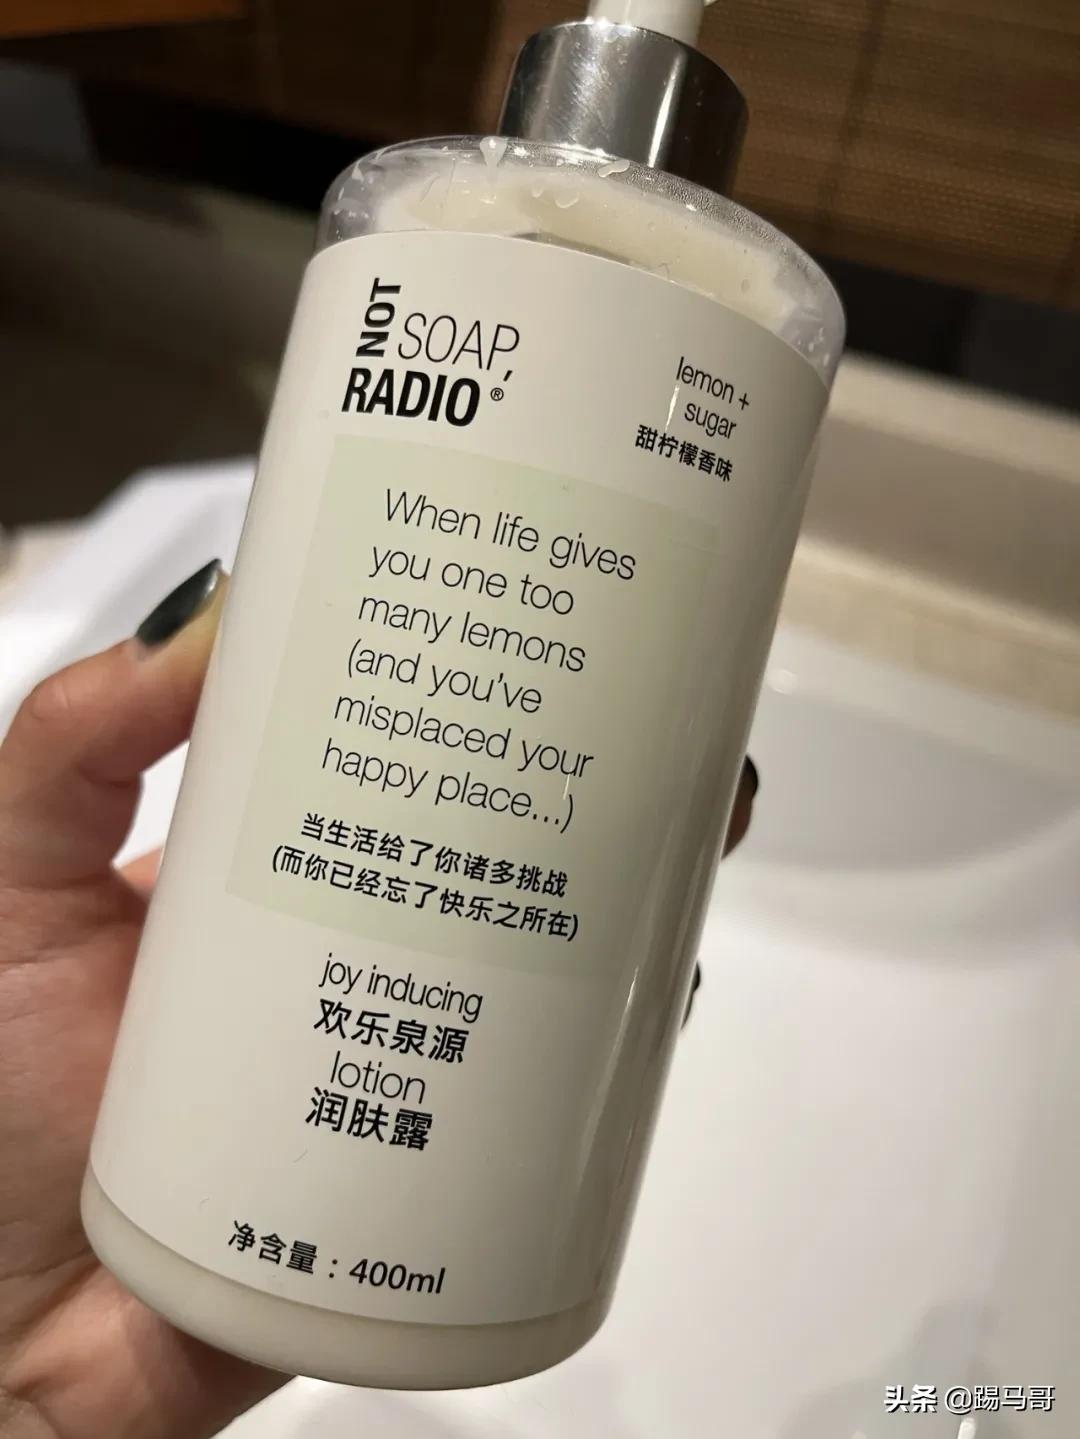 NOT SOAP,
RADIO®
lemon +
sugar
甜柠檬香味
When life gives
you one too
many lemons
(and you've
misplaced your
happy place...)
当生活给了你诸多挑战
(而你已经忘了快乐之所在)
joy inducing
欢乐泉源
lotion
润肤露
净含量：400ml
头条 @踢马哥